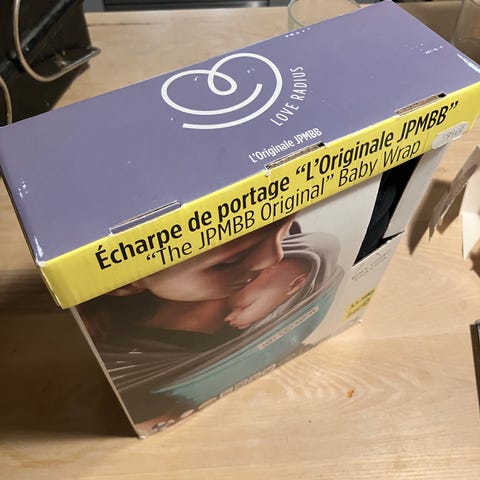 LOVE RADIUS
L'Originale JPMBB
Écharpe de portage "L'Originale JPMBB"
"The JPMBB Original" Baby Wrap